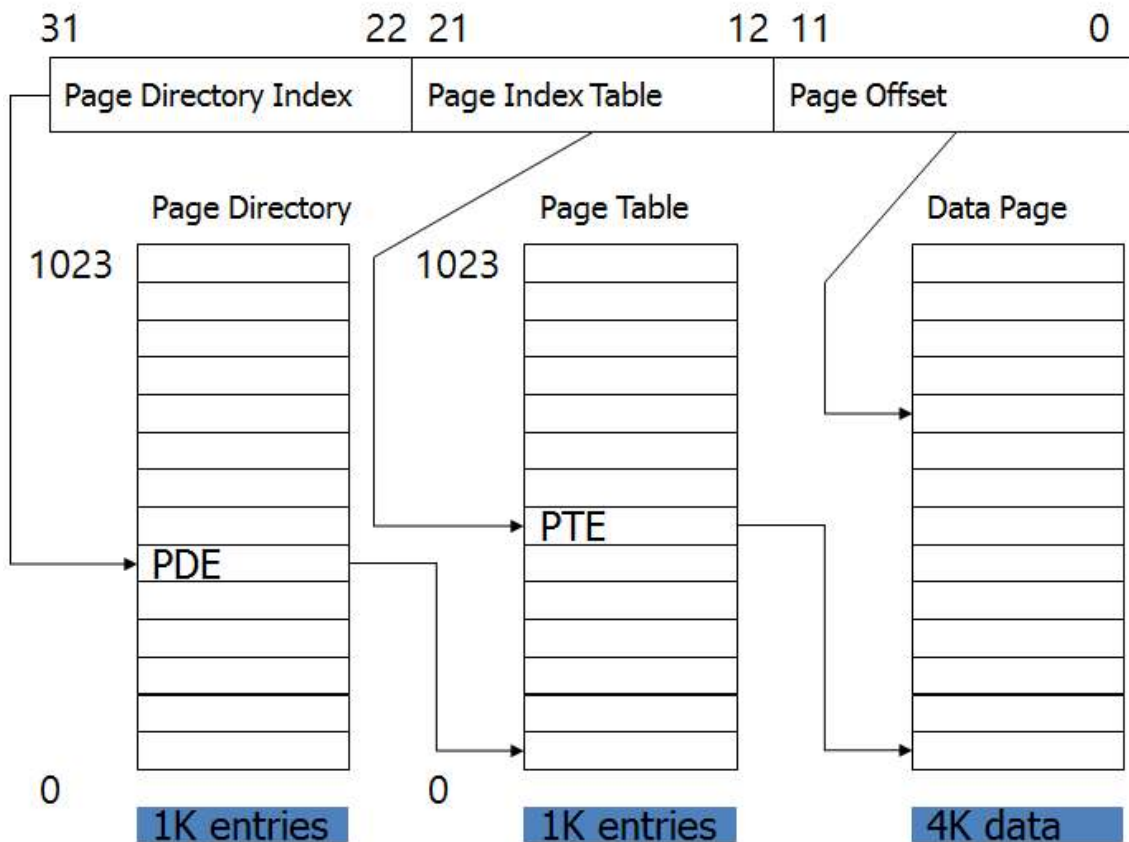 31 22 21 12 11 0
Page Directory Index Page Index Table Page Offset
Page Directory Page Table Data Page
1023 1023
PTE
PDE
0 0
1K entries 1K entries 4K data